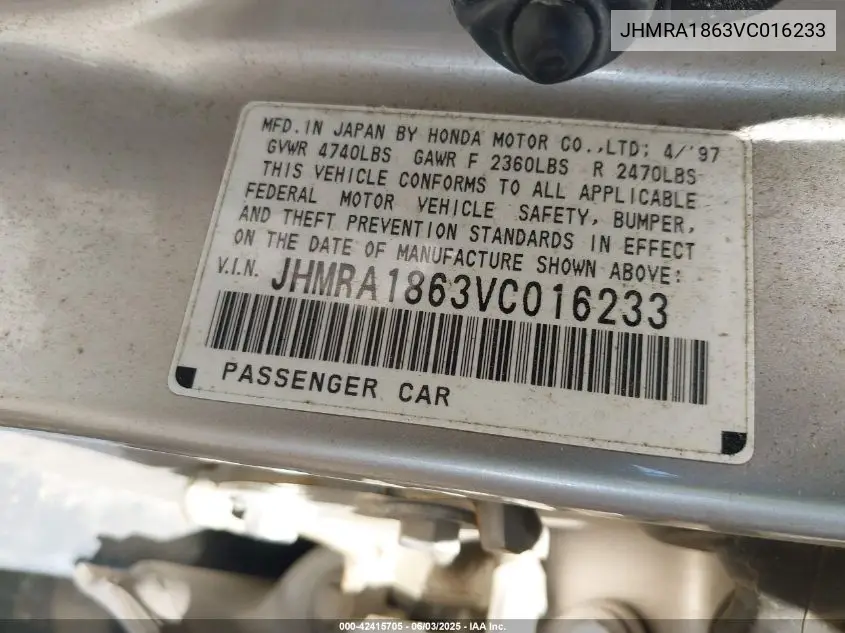 JHMRA1863VC016233
MFD. IN JAPAN BY HONDA MOTOR CO.,LTD; 4/'97
GVWR 4740LBS GAWR F 2360LBS R 2470LBS
THIS VEHICLE CONFORMS TO ALL APPLICABLE
FEDERAL MOTOR VEHICLE SAFETY, BUMPER,
AND THEFT PREVENTION STANDARDS IN EFFECT
ON THE DATE OF MANUFACTURE SHOWN ABOVE:
V.I.N. JHMRA1863VC016233
PASSENGER CAR
000-42415705 - 06/03/2025 - IAA Inc.